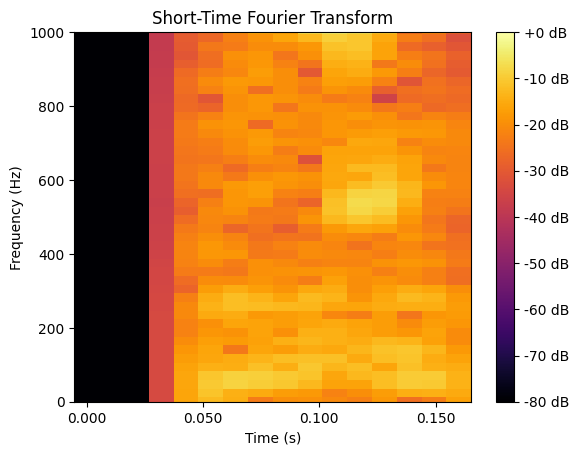 Short-Time Fourier Transform
1000
800
600
400
200
0
Frequency (Hz)
0.000
0.050
0.100
0.150
Time (s)
+0 dB
-10 dB
-20 dB
-30 dB
-40 dB
-50 dB
-60 dB
-70 dB
-80 dB